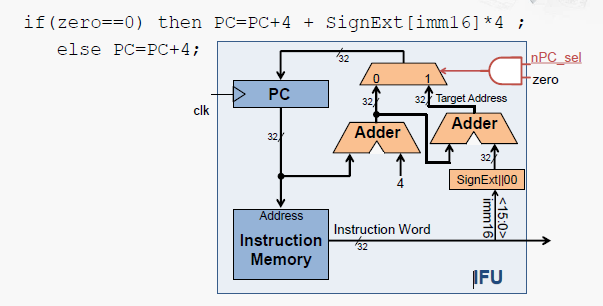 if(zero==0) then PC=PC+4 + SignExt[imm16]*4 ;
else PC=PC+4;
32
nPC_sel
0
1
zero
PC
32
32
Target Address
clk
Adder
Adder
32
32
4
SignExt||00
Address
Instruction
Memory
Instruction Word
32
<15:0>
imm16
IFU